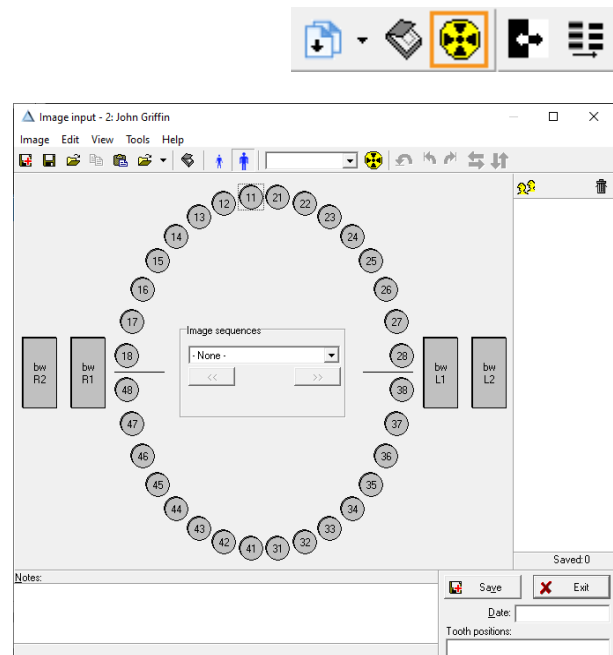 Image input - 2: John Griffin
Image Edit View Tools Help
11 21
12 22
13 23
14 24
15 25
16 26
17 27
Image sequences
- None -
<< >>
18 28
bw R2
bw R1
bw L1
bw L2
48 38
47 37
46 36
45 35
44 34
43 33
42 41 31 32
Saved:0
Notes:
Save Exit
Date:
Tooth positions: